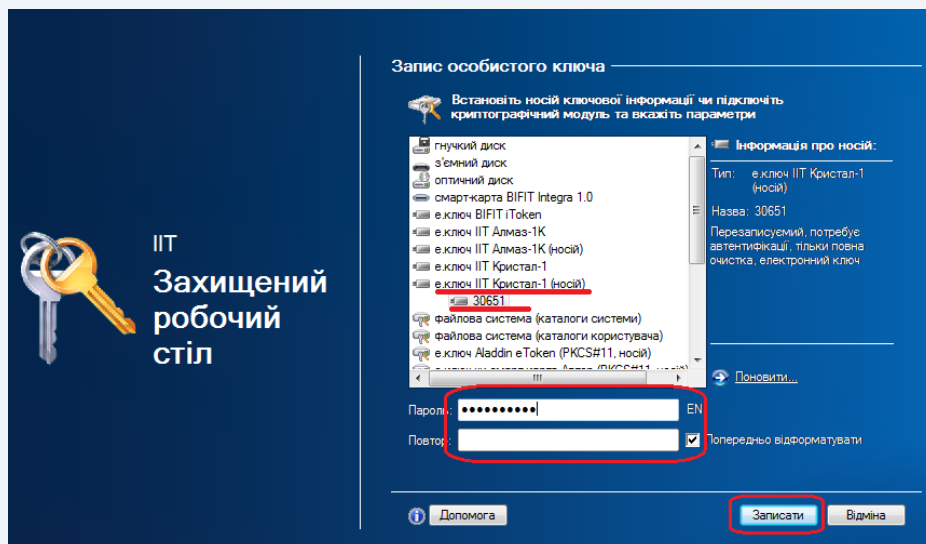 Запис особистого ключа
Встановіть носій ключової інформації чи підключіть
криптографічний модуль та вкажіть параметри
гнучкий диск
з'ємний диск
оптичний диск
смарт-карта BIFIT Integra 1.0
е.ключ BIFIT iToken
е.ключ ІІТ Алмаз-1К
е.ключ ІІТ Алмаз-1К (носій)
е.ключ ІІТ Кристал-1
е.ключ ІІТ Кристал-1 (носій)
30651
файлова система (каталоги системи)
файлова система (каталоги користувача)
е.ключ Aladdin eToken (PKCS#11, носій)
Інформація про носій:
Тип: е.ключ ІІТ Кристал-1
(носій)
Назва: 30651
Перезаписуемий, потребує
автентифікації, тільки повна
очистка, електронний ключ
Поновити...
ІІТ
Захищений
робочий
стіл
Пароль: ●●●●●●●●●● EN
Повтор: Попередньо відформатувати
Допомога
Записати
Відміна